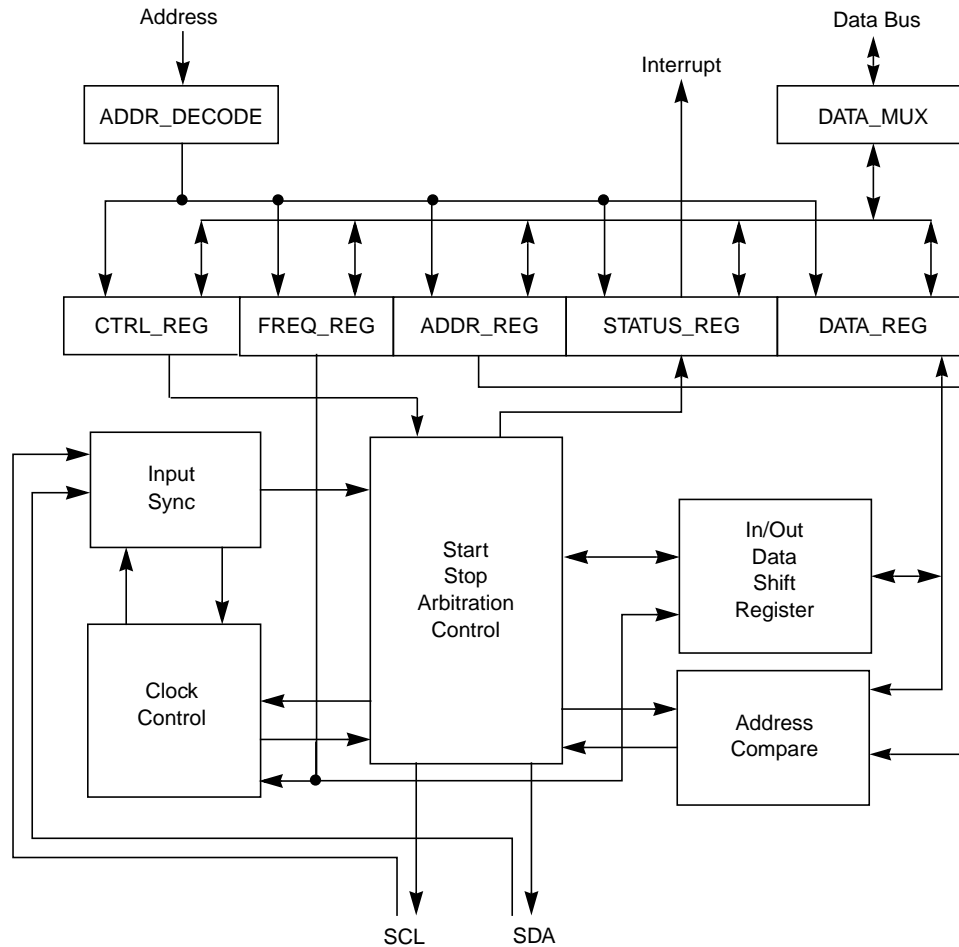 Address
Data Bus
Interrupt
ADDR_DECODE
DATA_MUX
CTRL_REG
FREQ_REG
ADDR_REG
STATUS_REG
DATA_REG
Input
Sync
Start
Stop
Arbitration
Control
In/Out
Data
Shift
Register
Clock
Control
Address
Compare
SCL
SDA